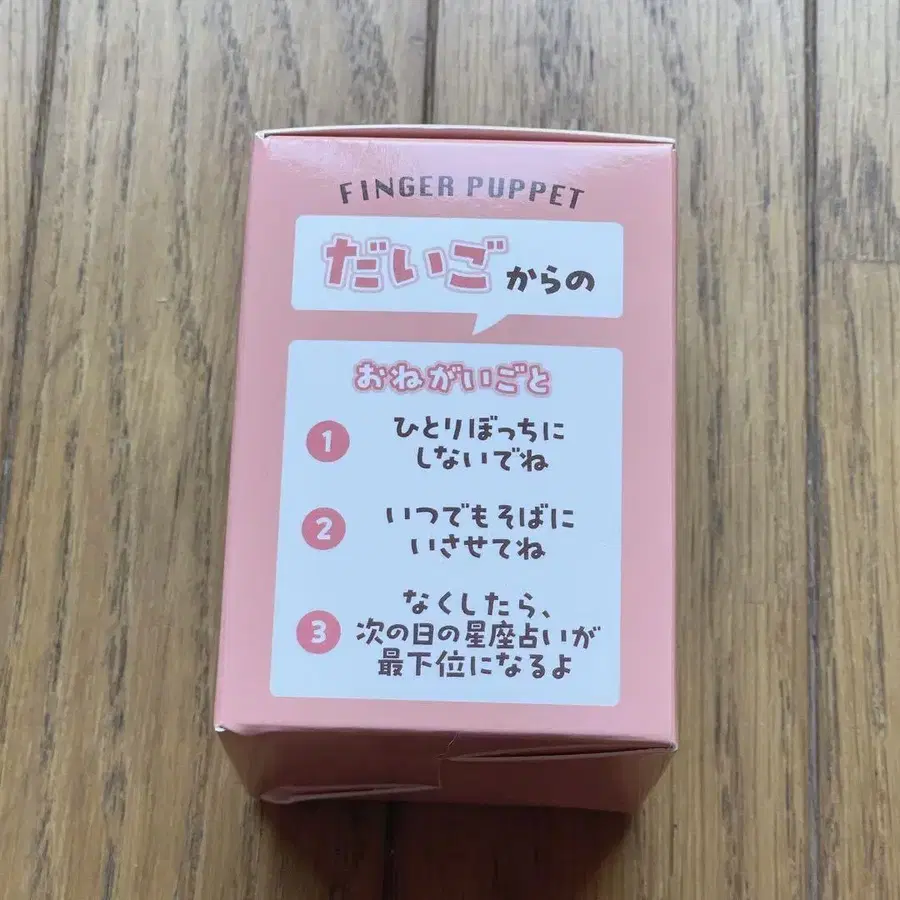 FINGER PUPPET
だいごからの
おねがいごと
1 ひとりぼっちに
しないでね
2 いつでもそばに
いさせてね
3 なくしたら、
次の日の星座占いが
最下位になるよ